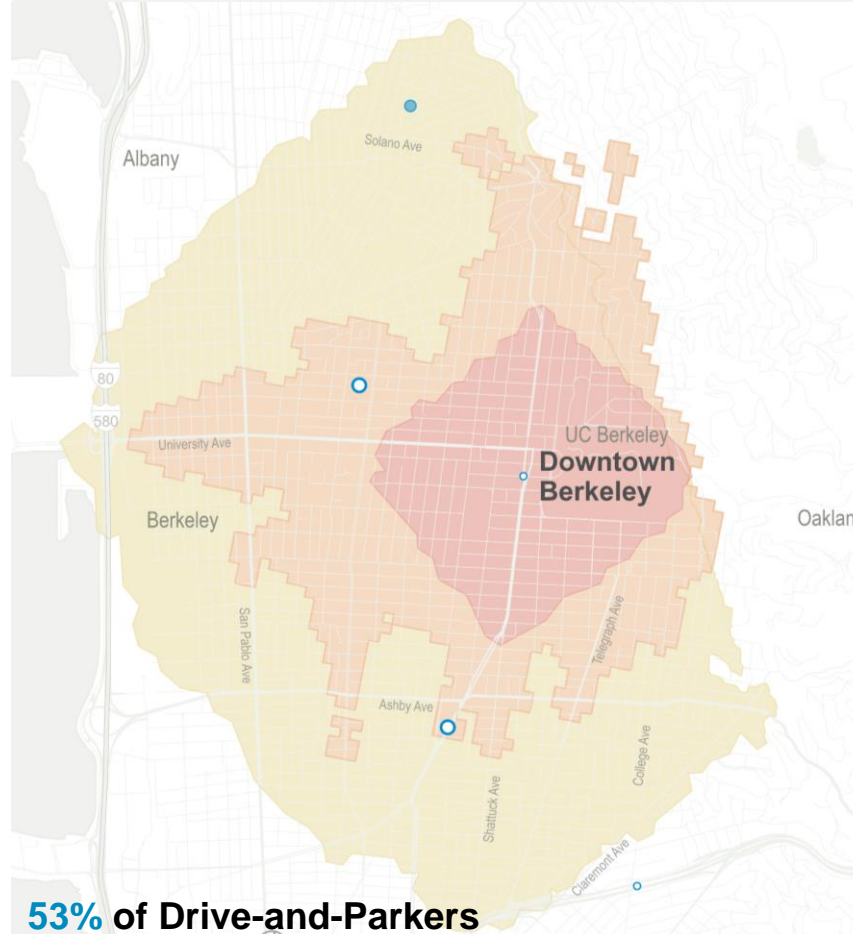 Solano Ave
Albany
80
580
UC Berkeley
University Ave
Downtown
Berkeley
Berkeley
Oaklan
San Pablo Ave
Telegraph Ave
Ashby Ave
College Ave
Shattuck Ave
Claremont Ave
53% of Drive-and-Parkers